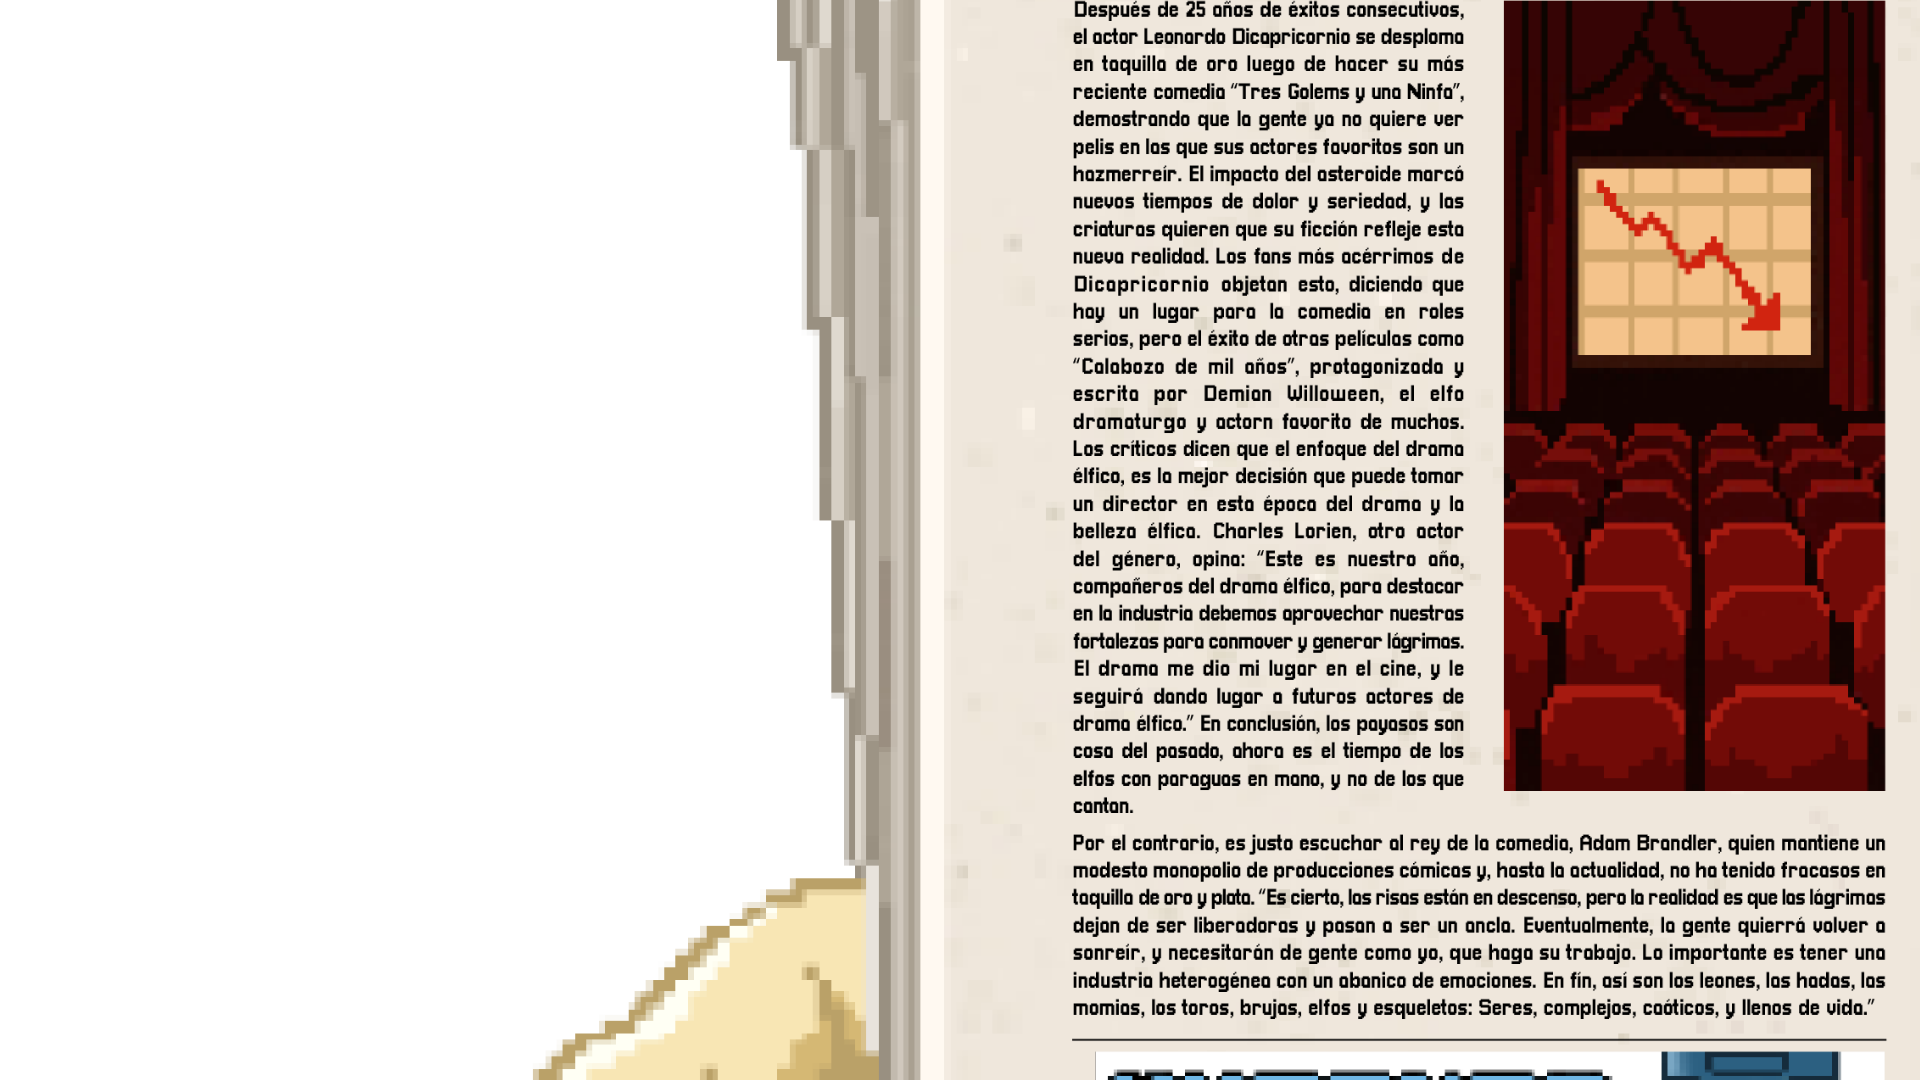 Después de 25 años de éxitos consecutivos,
el actor Leonardo Dicapricornio se desploma
en taquilla de oro luego de hacer su más
reciente comedia "Tres Golems y una Ninfa",
demostrando que la gente ya no quiere ver
pelis en las que sus actores favoritos son un
hazmerreír. El impacto del asteroide marcó
nuevos tiempos de dolor y seriedad, y las
criaturas quieren que su ficción refleje esta
nueva realidad. Los fans más acérrimos de
Dicapricornio objetan esto, diciendo que
hay un lugar para la comedia en roles
serios, pero el éxito de otras películas como
"Calabozo de mil años", protagonizada y
escrita por Demian Willoween, el elfo
dramaturgo y actorn favorito de muchos.
Los críticos dicen que el enfoque del drama
élfico, es la mejor decisión que puede tomar
un director en esta época del drama y la
belleza élfica. Charles Lorien, otro actor
del género, opina: "Este es nuestro año,
compañeros del drama élfico, para destacar
en la industria debemos aprovechar nuestras
fortalezas para conmover y generar lágrimas.
El drama me dio mi lugar en el cine, y le
seguirá dando lugar a futuros actores de
drama élfico." En conclusión, los payasos son
cosa del pasado, ahora es el tiempo de los
elfos con paraguas en mano, y no de los que
cantan.
Por el contrario, es justo escuchar al rey de la comedia, Adam Brandler, quien mantiene un
modesto monopolio de producciones cómicas y, hasta la actualidad, no ha tenido fracasos en
taquilla de oro y plata. "Es cierto, las risas están en descenso, pero la realidad es que las lágrimas
dejan de ser liberadoras y pasan a ser un ancla. Eventualmente, la gente quierrá volver a
sonreír, y necesitarán de gente como yo, que haga su trabajo. Lo importante es tener una
industria heterogénea con un abanico de emociones. En fín, así son los leones, las hadas, las
momias, los toros, brujas, elfos y esqueletos: Seres, complejos, caóticos, y llenos de vida."